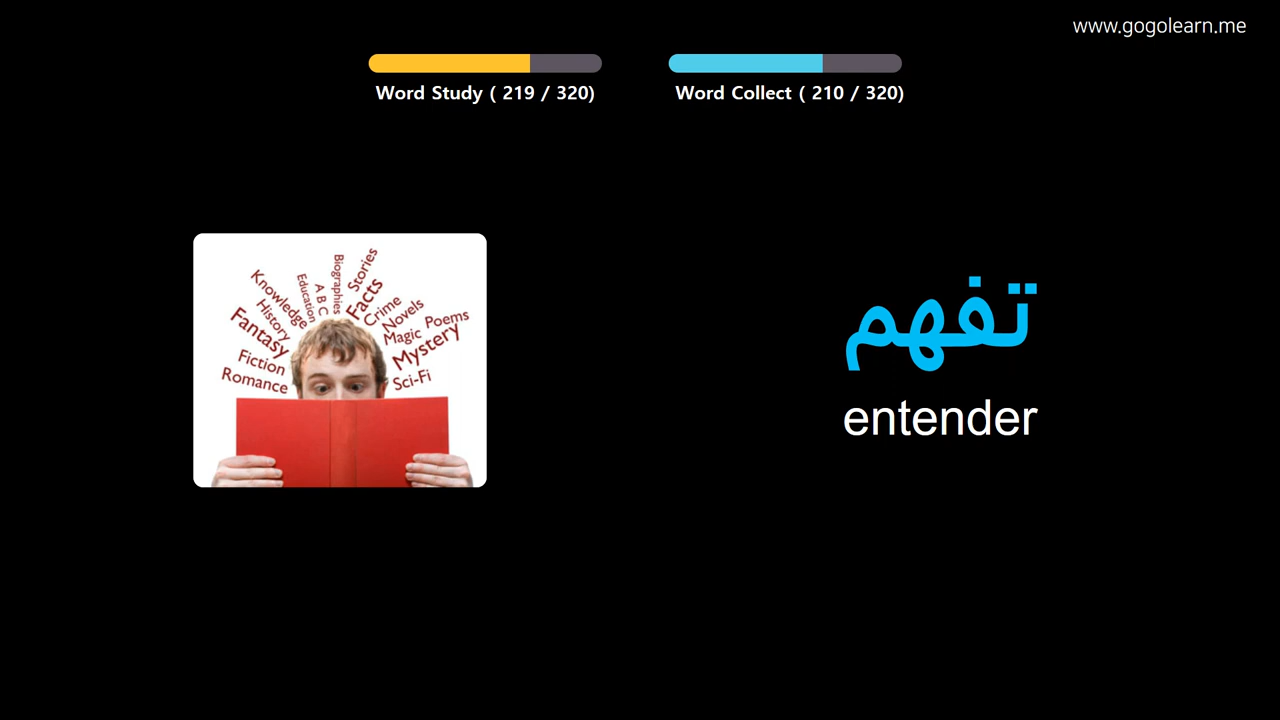 www.gogolearn.me
Word Study ( 219 / 320)
Word Collect ( 210 / 320)
Knowledge
History
Fantasy
Fiction
Romance
Education
A B C
Biographies
Stories
Facts
Crime
Novels
Magic
Poems
Mystery
Sci-Fi
تفهم
entender